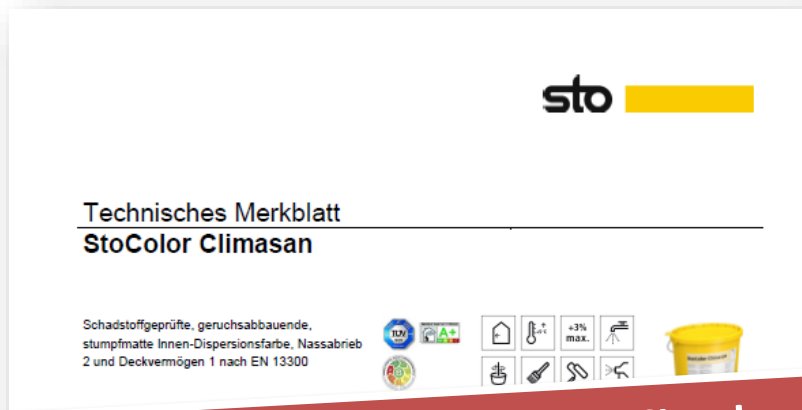 sto
Technisches Merkblatt
StoColor Climasan
Schadstoffgeprüfte, geruchsabbauende,
stumpfmatte Innen-Dispersionsfarbe, Nassabrieb
2 und Deckvermögen 1 nach EN 13300
TÜV
A+
+3%
max.